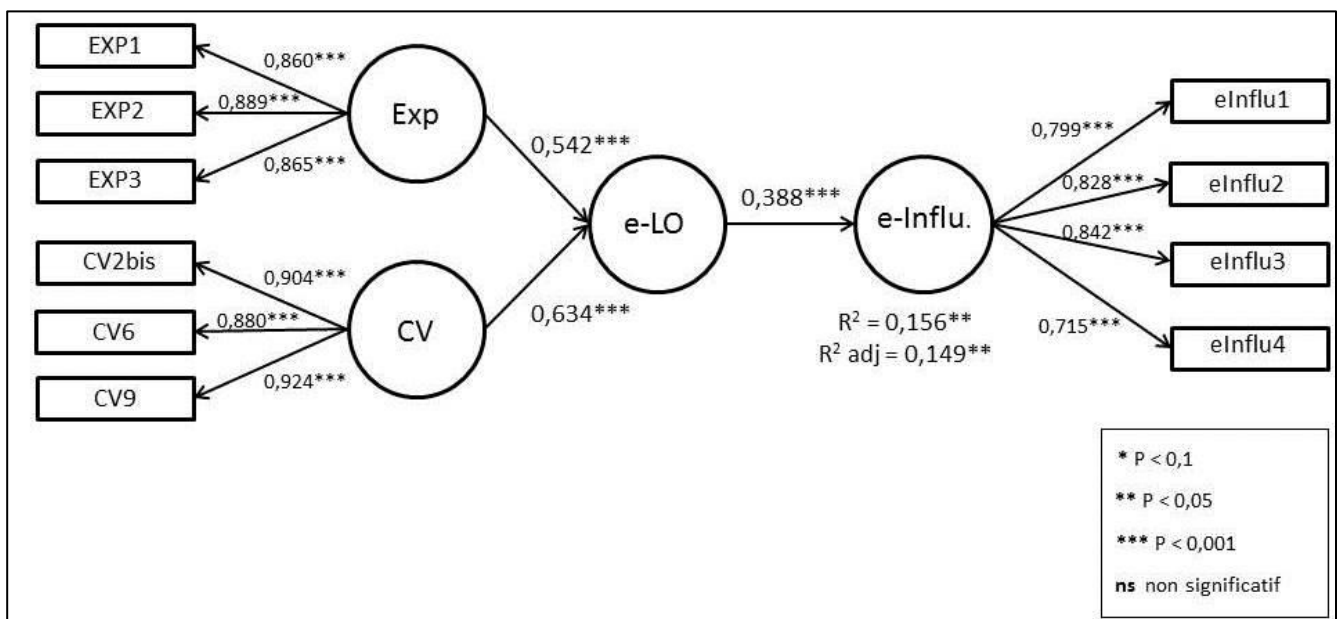 EXP1
0,860***
EXP2
0,889***
EXP3
0,865***
Exp
CV2bis
0,904***
CV6
0,880***
CV9
0,924***
CV
0,542***
0,634***
e-LO
0,388***
e-Influ.
R² = 0,156**
R² adj = 0,149**
0,799***
eInflu1
0,828***
eInflu2
0,842***
eInflu3
0,715***
eInflu4
* P < 0,1
** P < 0,05
*** P < 0,001
ns non significatif